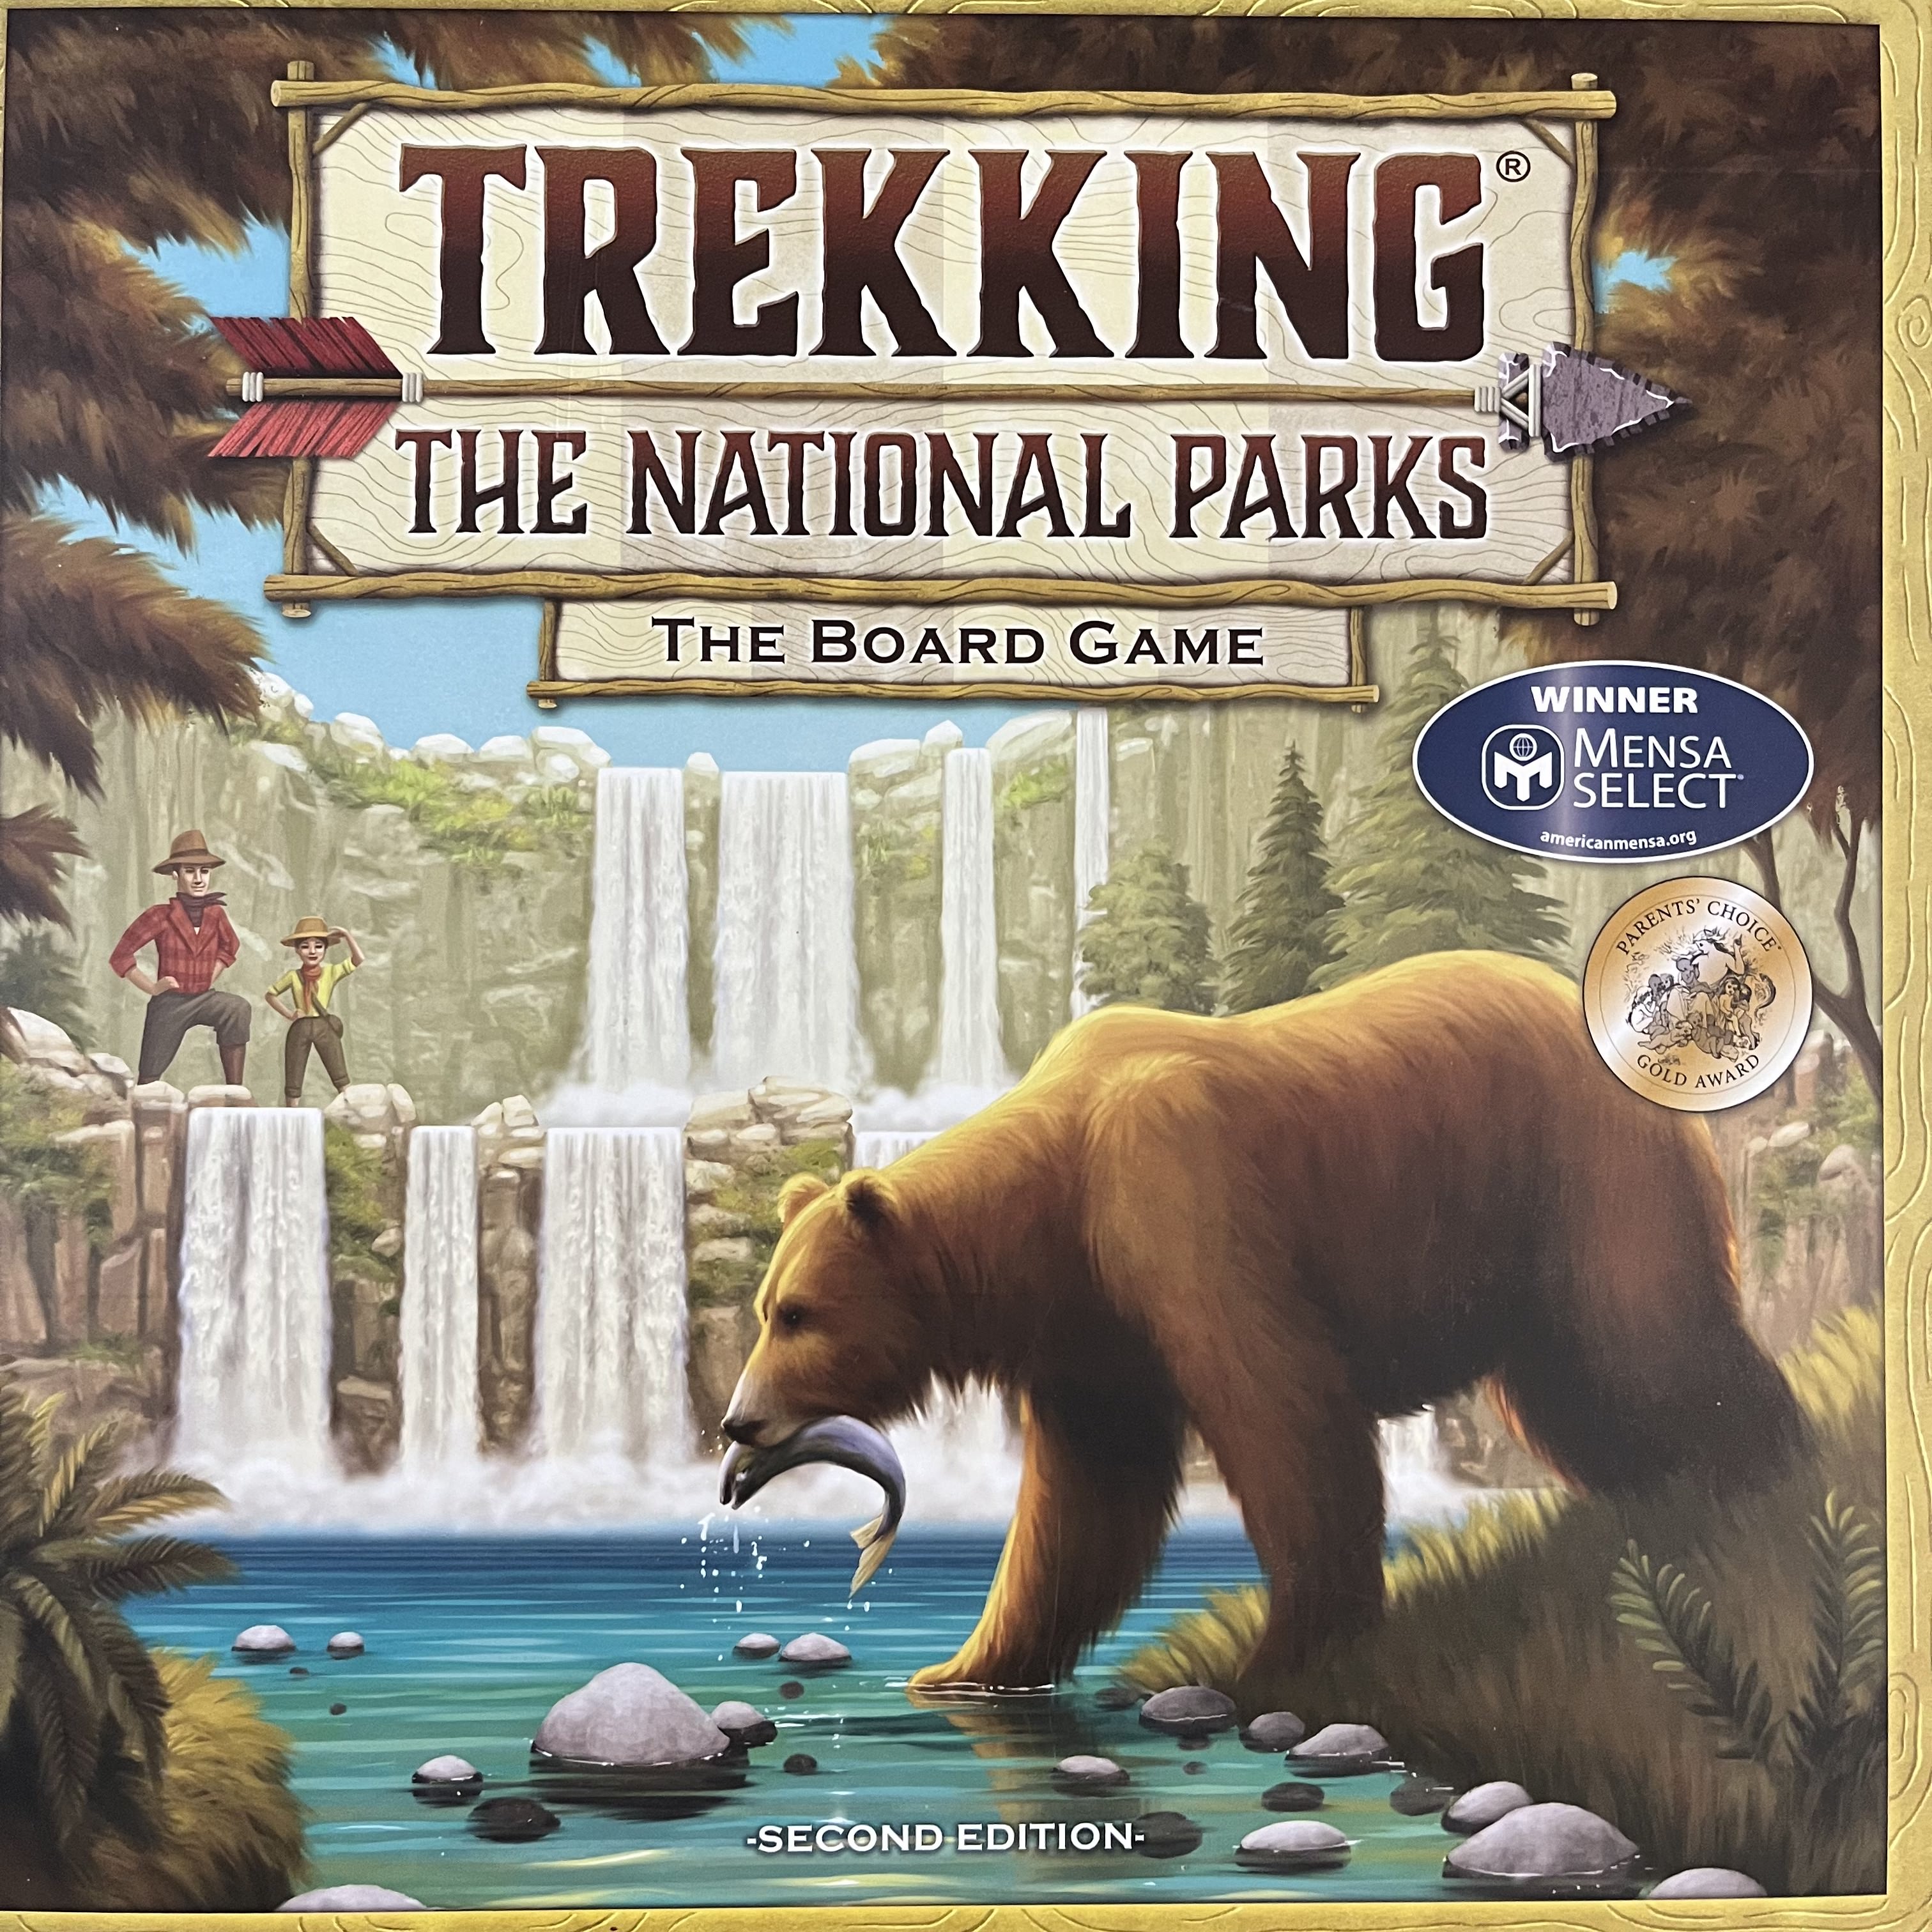 TREKKING®
THE NATIONAL PARKS
THE BOARD GAME
WINNER
MENSA
SELECT
americanmensa.org
PARENTS' CHOICE
GOLD AWARD
-SECOND EDITION-